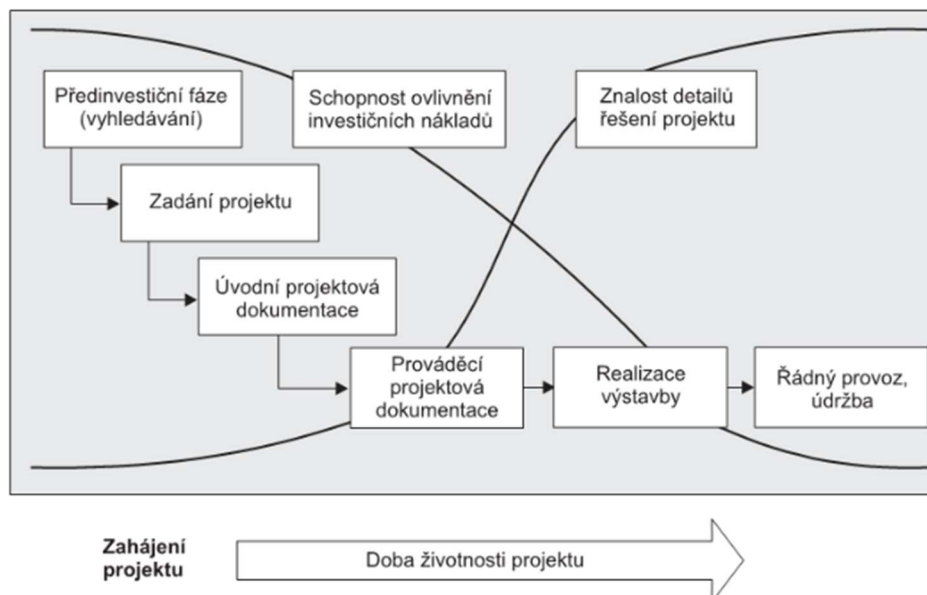 Předinvestiční fáze
(vyhledávání)
Schopnost ovlivnění
investičních nákladů
Znalost detailů
řešení projektu
Zadání projektu
Úvodní projektová
dokumentace
Prováděcí
projektová
dokumentace
Realizace
výstavby
Řádný provoz,
údržba
Zahájení
projektu
Doba životnosti projektu